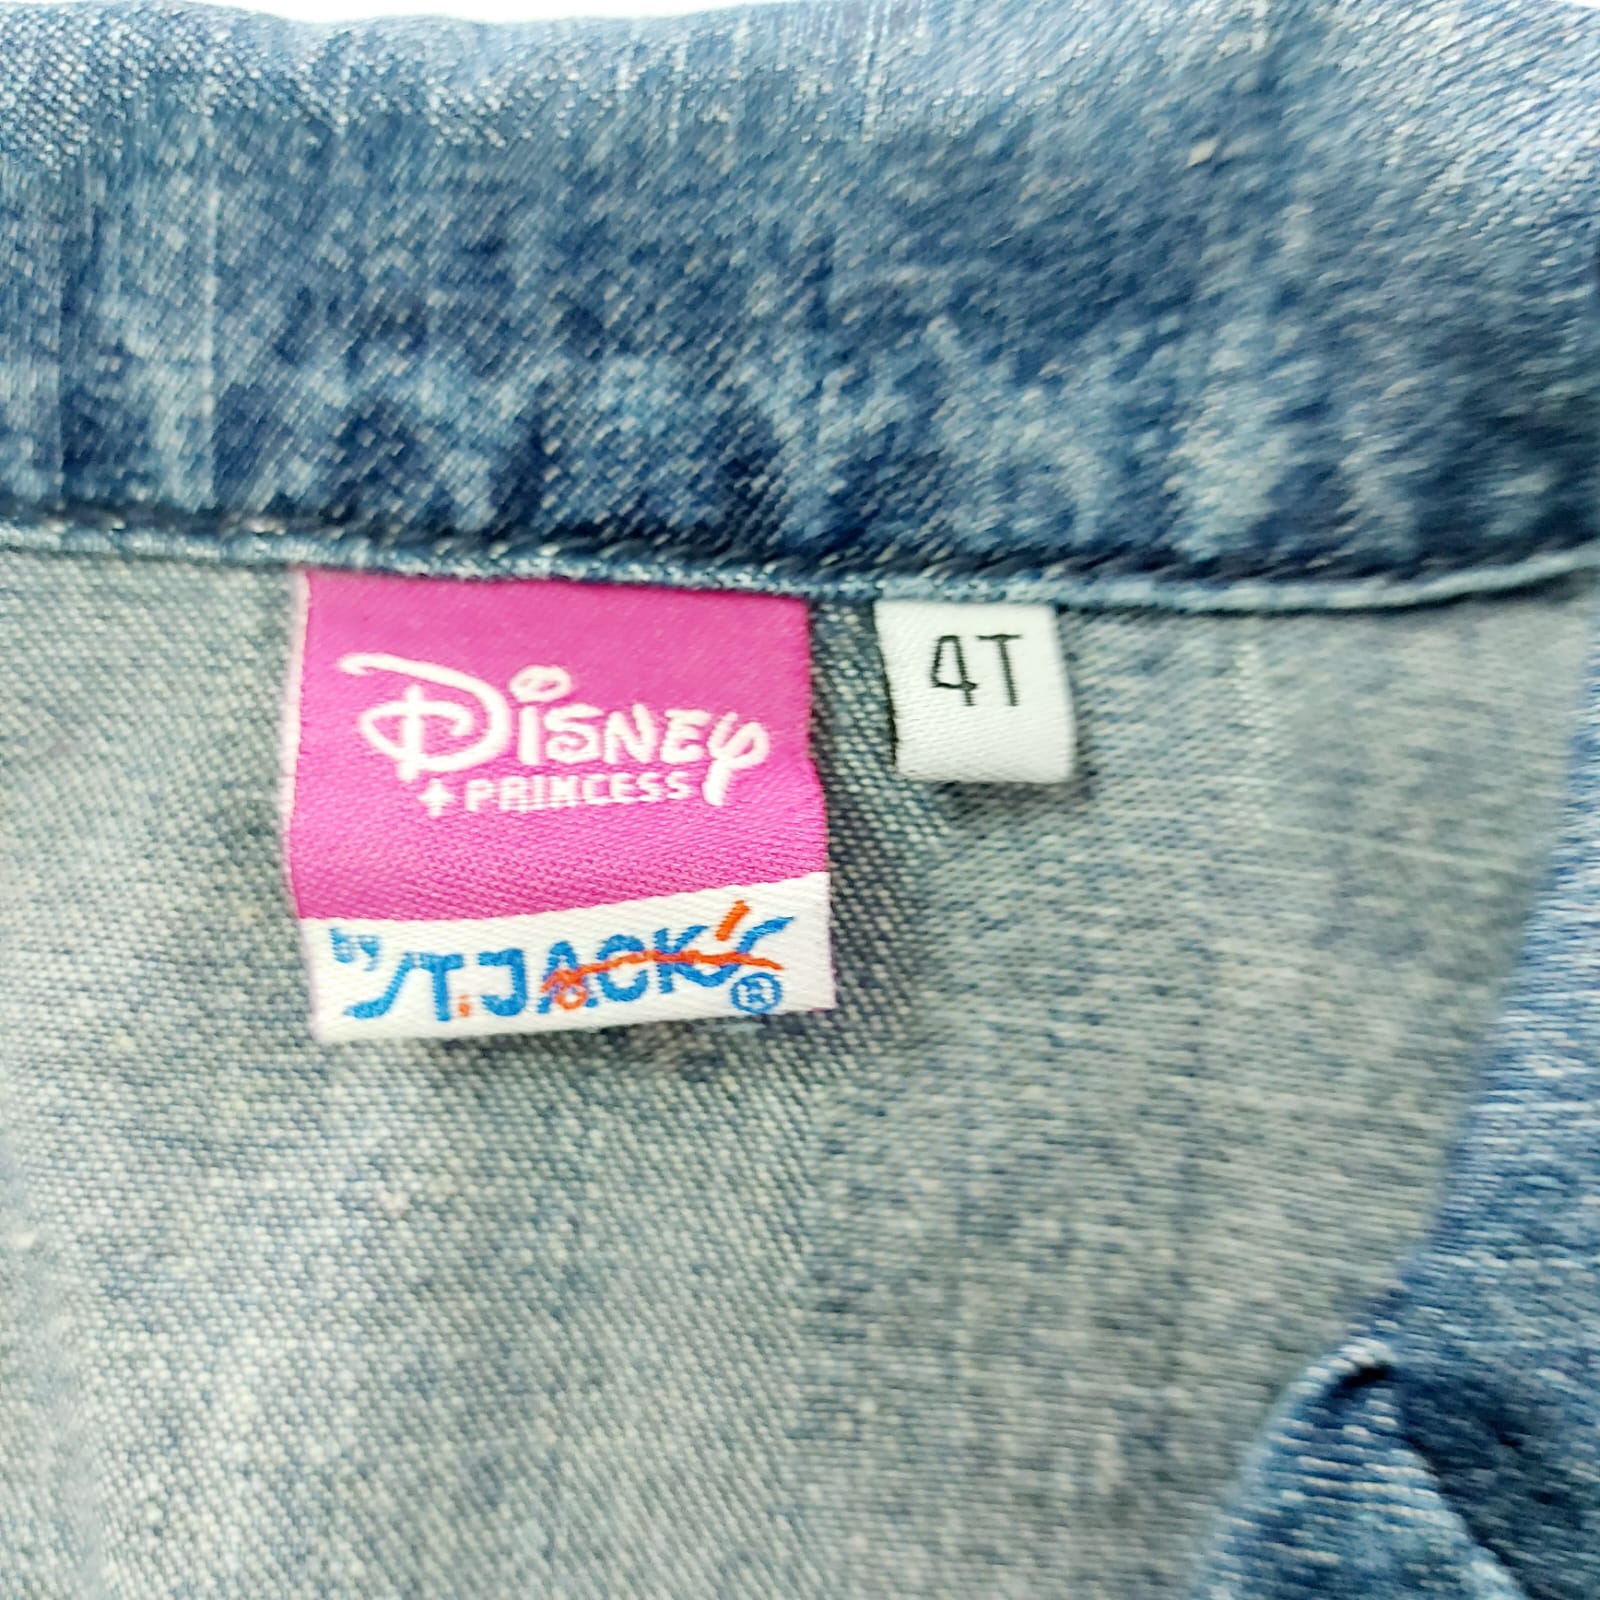 Disney
PRINCESS
by ST.JACK'S ®
4T